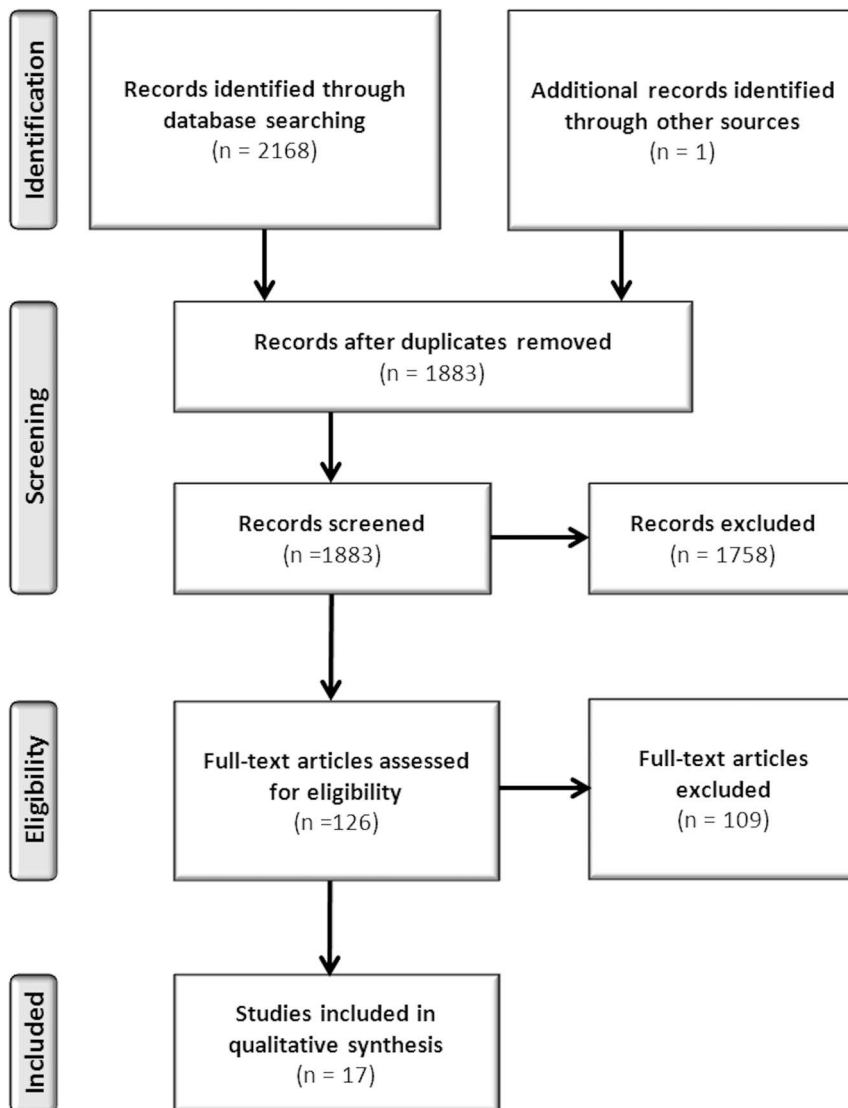 Identification
Records identified through
database searching
(n = 2168)
Additional records identified
through other sources
(n = 1)
Screening
Records after duplicates removed
(n = 1883)
Records screened
(n =1883)
Records excluded
(n = 1758)
Eligibility
Full-text articles assessed
for eligibility
(n =126)
Full-text articles
excluded
(n = 109)
Included
Studies included in
qualitative synthesis
(n = 17)